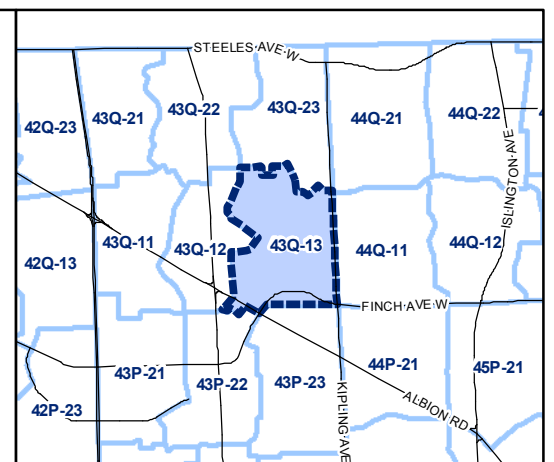 STEELES AVE W
43Q-22
43Q-23
44Q-22
43Q-21
44Q-21
42Q-23
ISLINGTON AVE
43Q-11
43Q-12
43Q-13
44Q-11
44Q-12
42Q-13
FINCH AVE W
43P-21
43P-22
43P-23
44P-21
45P-21
42P-23
KIPLING AVE
ALBION RD